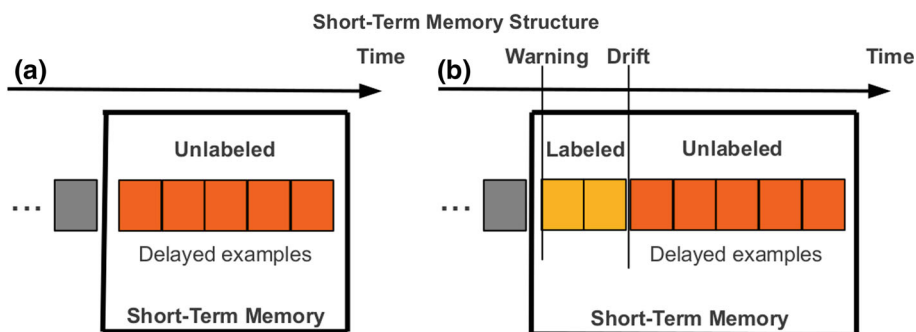 Short-Term Memory Structure
(a)
Time
Unlabeled
...
Delayed examples
Short-Term Memory
(b)
Warning Drift
Time
Labeled Unlabeled
...
Delayed examples
Short-Term Memory